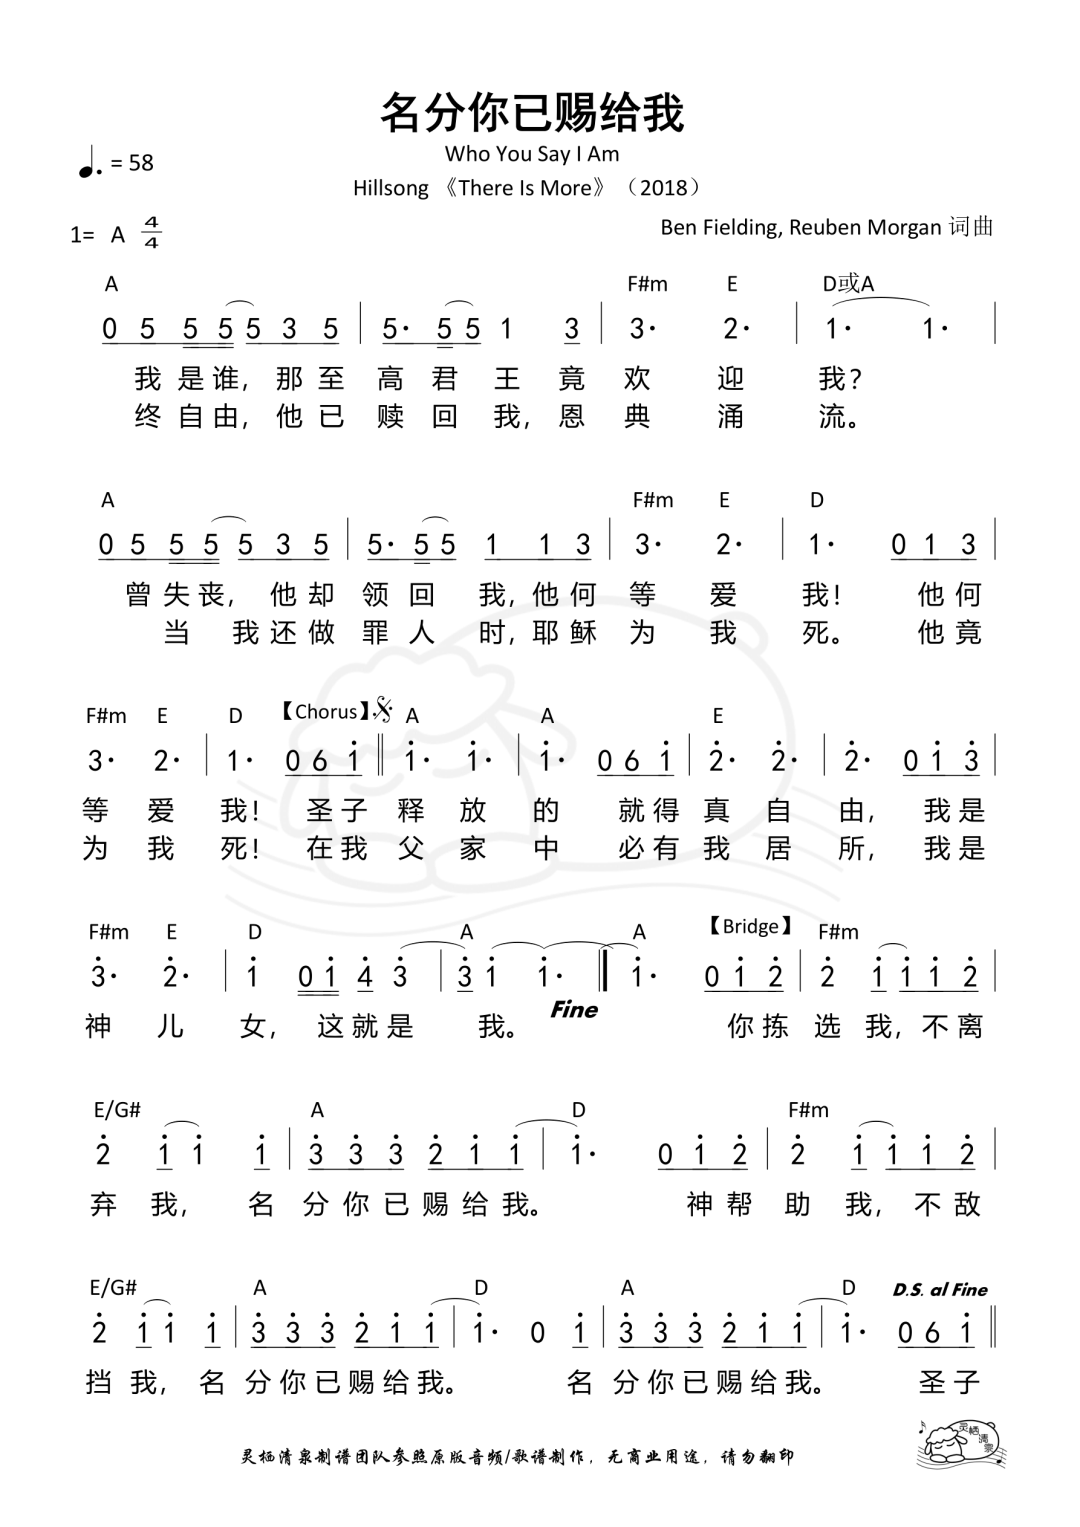 名分你已赐给我
Who You Say I Am
♩. = 58
Hillsong 《There Is More》（2018）
1= A 4/4
Ben Fielding, Reuben Morgan 词曲
A F#m E D或A
0 5 5 5 5 3 5 | 5· 5 5 1 3 | 3· 2· | 1· 1· |
我 是 谁， 那 至 高 君 王 竟 欢 迎 我？
终 自 由， 他 已 赎 回 我， 恩 典 涌 流。
A F#m E D
0 5 5 5 5 3 5 | 5· 5 5 1 1 3 | 3· 2· | 1· 0 1 3 |
曾 失 丧， 他 却 领 回 我， 他 何 等 爱 我！ 他 何
当 我 还 做 罪 人 时， 耶 稣 为 我 死。 他 竟
F#m E D 【Chorus】 A A E
3· 2· | 1· 0 6 1̇ ‖ 1̇· 1̇· | 1̇· 0 6 1̇ | 2̇· 2̇· | 2̇· 0 1̇ 3̇ |
等 爱 我！ 圣 子 释 放 的 就 得 真 自 由， 我 是
为 我 死！ 在 我 父 家 中 必 有 我 居 所， 我 是
F#m E D A A 【Bridge】 F#m
3̇· 2̇· | 1̇ 0 1̇ 4̇ 3̇ | 3̇ 1̇ 1̇· ‖ 1̇· 0 1̇ 2̇ | 2̇ 1̇ 1̇ 1̇ 2̇ |
Fine
神 儿 女， 这 就 是 我。 你 拣 选 我， 不 离
E/G# A D F#m
2̇ 1̇ 1̇ 1̇ | 3̇ 3̇ 3̇ 2̇ 1̇ 1̇ | 1̇· 0 1̇ 2̇ | 2̇ 1̇ 1̇ 1̇ 2̇ |
弃 我， 名 分 你 已 赐 给 我。 神 帮 助 我， 不 敌
E/G# A D A D D.S. al Fine
2̇ 1̇ 1̇ 1̇ | 3̇ 3̇ 3̇ 2̇ 1̇ 1̇ | 1̇· 0 1̇ | 3̇ 3̇ 3̇ 2̇ 1̇ 1̇ | 1̇· 0 6 1̇ ‖
挡 我， 名 分 你 已 赐 给 我。 名 分 你 已 赐 给 我。 圣 子
灵栖清泉制谱团队参照原版音频/歌谱制作，无商业用途，请勿翻印
灵栖清泉